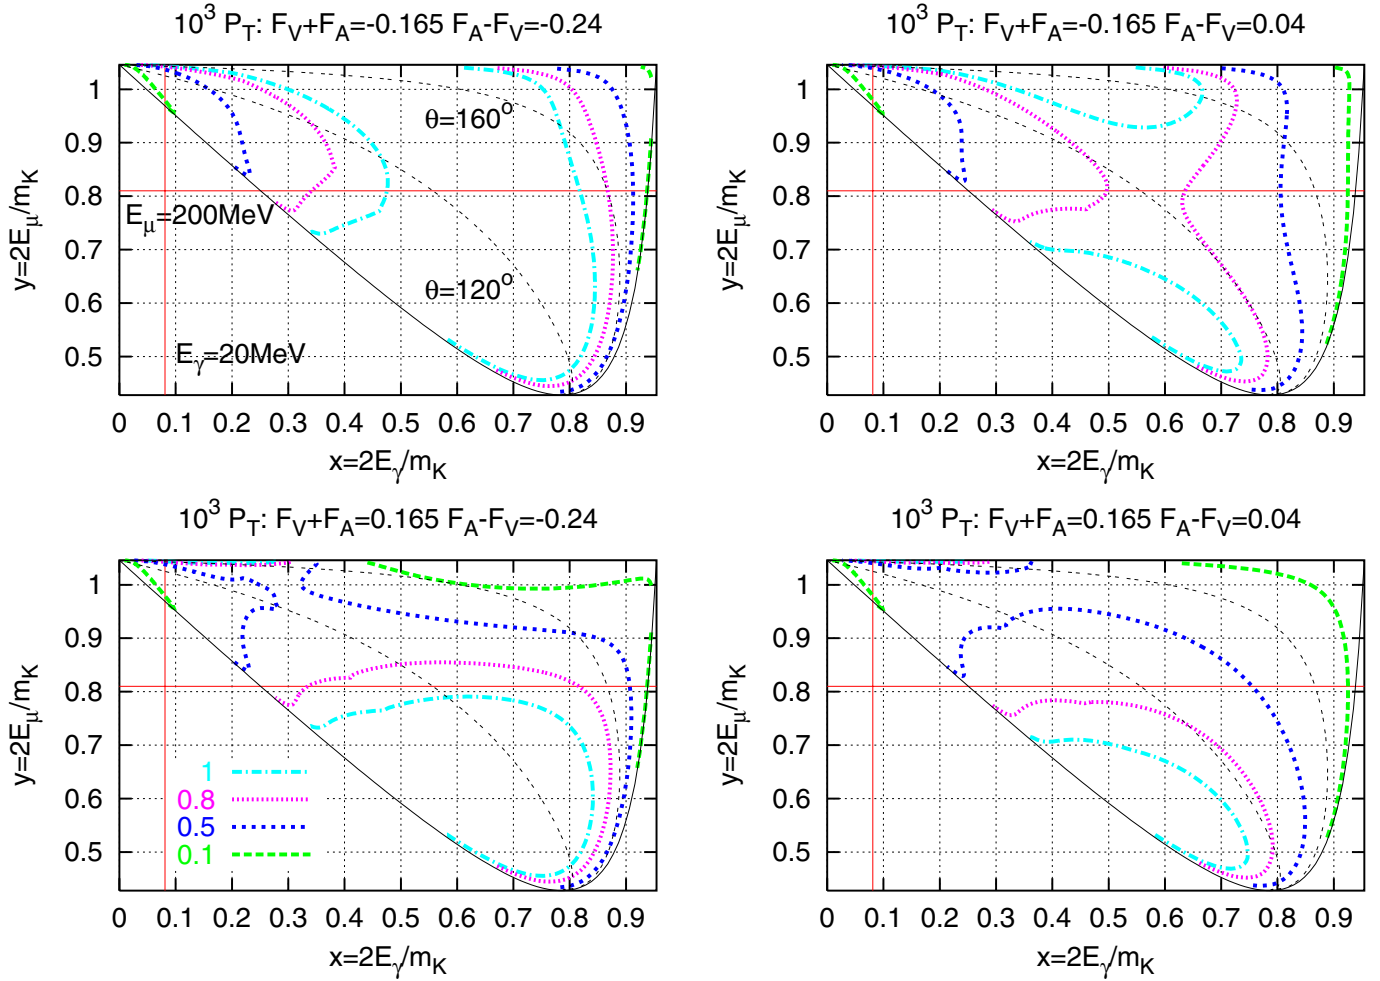 10³ P_T: F_V+F_A=-0.165 F_A-F_V=-0.24
1
0.9
0.8
0.7
0.6
0.5
y=2E_μ/m_K
θ=160°
E_μ=200MeV
θ=120°
E_γ=20MeV
0 0.1 0.2 0.3 0.4 0.5 0.6 0.7 0.8 0.9
x=2E_γ/m_K
10³ P_T: F_V+F_A=-0.165 F_A-F_V=0.04
1
0.9
0.8
0.7
0.6
0.5
y=2E_μ/m_K
0 0.1 0.2 0.3 0.4 0.5 0.6 0.7 0.8 0.9
x=2E_γ/m_K
10³ P_T: F_V+F_A=0.165 F_A-F_V=-0.24
1
0.9
0.8
0.7
0.6
0.5
y=2E_μ/m_K
1
0.8
0.5
0.1
0 0.1 0.2 0.3 0.4 0.5 0.6 0.7 0.8 0.9
x=2E_γ/m_K
10³ P_T: F_V+F_A=0.165 F_A-F_V=0.04
1
0.9
0.8
0.7
0.6
0.5
y=2E_μ/m_K
0 0.1 0.2 0.3 0.4 0.5 0.6 0.7 0.8 0.9
x=2E_γ/m_K